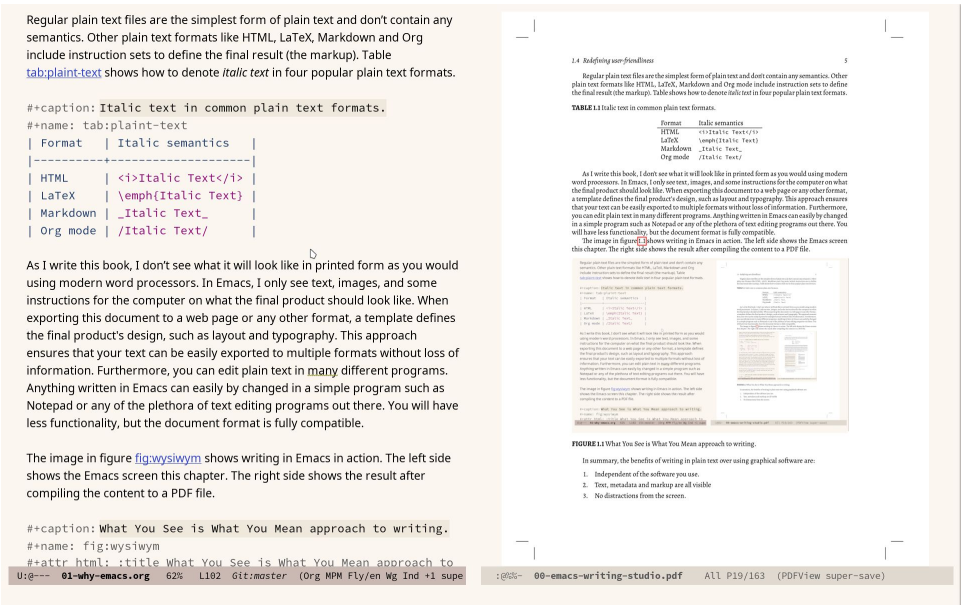 Regular plain text files are the simplest form of plain text and don't contain any
semantics. Other plain text formats like HTML, LaTeX, Markdown and Org
include instruction sets to define the final result (the markup). Table
tab:plaint-text shows how to denote italic text in four popular plain text formats.
#+caption: Italic text in common plain text formats.
#+name: tab:plaint-text
| Format | Italic semantics |
|----------+--------------------|
| HTML | <i>Italic Text</i> |
| LaTeX | \emph{Italic Text} |
| Markdown | _Italic Text_ |
| Org mode | /Italic Text/ |
As I write this book, I don't see what it will look like in printed form as you would
using modern word processors. In Emacs, I only see text, images, and some
instructions for the computer on what the final product should look like. When
exporting this document to a web page or any other format, a template defines
the final product's design, such as layout and typography. This approach
ensures that your text can be easily exported to multiple formats without loss of
information. Furthermore, you can edit plain text in many different programs.
Anything written in Emacs can easily by changed in a simple program such as
Notepad or any of the plethora of text editing programs out there. You will have
less functionality, but the document format is fully compatible.
The image in figure fig:wysiwym shows writing in Emacs in action. The left side
shows the Emacs screen this chapter. The right side shows the result after
compiling the content to a PDF file.
#+caption: What You See is What You Mean approach to writing.
#+name: fig:wysiwym
#+attr_html: :title What You See is What You Mean approach to
U:@--- 01-why-emacs.org 62% L102 Git:master (Org MPM Fly/en Wg Ind +1 supe
1.4 Redefining user-friendliness 5
Regular plain text files are the simplest form of plain text and don't contain any semantics. Other
plain text formats like HTML, LaTeX, Markdown and Org include instruction sets to define
the final result (the markup). Table shows how to denote italic text in four popular plain text formats.
TABLE 1.1 Italic text in common plain text formats.
Format Italic semantics
HTML <i>Italic Text</i>
LaTeX \emph{Italic Text}
Markdown _Italic Text_
Org mode /Italic Text/
As I write this book, I don't see what it will look like in printed form as you would using modern
word processors. In Emacs, I only see text, images, and some instructions for the computer on what
the final product should look like. When exporting this document to a web page or any other format,
a template defines the final product's design, such as layout and typography. This approach ensures
that your text can be easily exported to multiple formats without loss of information. Furthermore,
you can edit plain text in many different programs. Anything written in Emacs can easily by changed
in a simple program such as Notepad or any of the plethora of text editing programs out there. You
will have less functionality, but the document format is fully compatible.
The image in figure 1.1 shows writing in Emacs in action. The left side shows the Emacs screen
this chapter. The right side shows the result after compiling the content to a PDF file.
FIGURE 1.1 What You See is What You Mean approach to writing.
In summary, the benefits of writing in plain text over using graphical software are:
1. Independent of the software you use.
2. Text, metadata and markup are all visible
3. No distractions from the screen.
:@%%- 00-emacs-writing-studio.pdf All P19/163 (PDFView super-save)